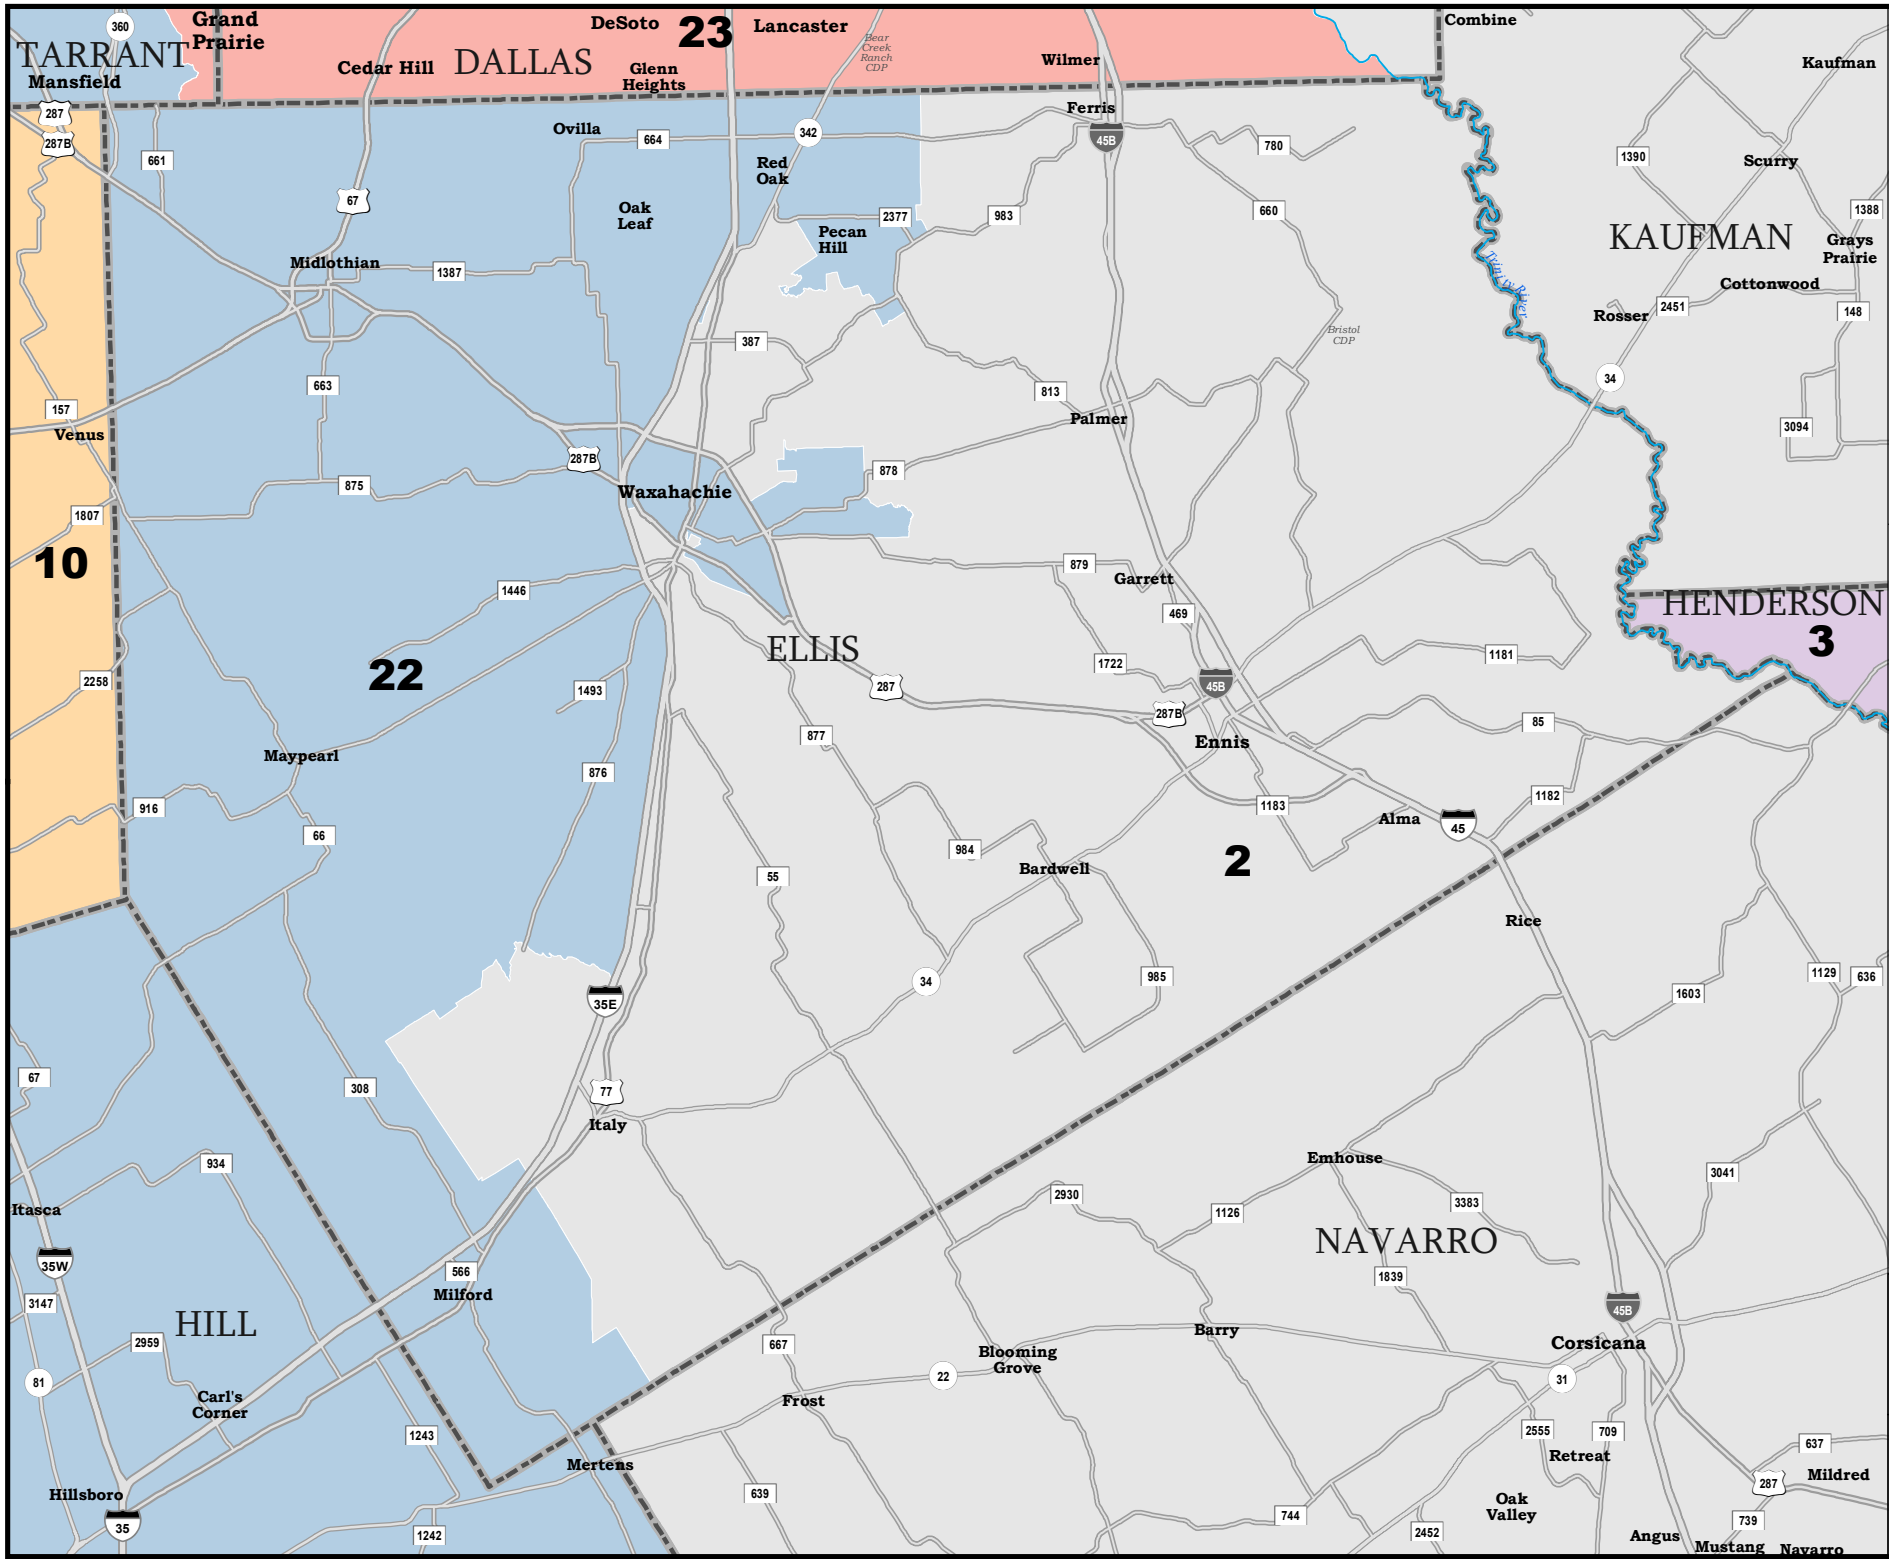 360
Grand
Prairie
DeSoto
23
Lancaster
Combine
TARRANT
DALLAS
Bear
Creek
Ranch
CDP
Mansfield
Cedar Hill
Glenn
Heights
Wilmer
Kaufman
287
Ferris
287B
Ovilla
664
342
45B
780
661
Red
Oak
1390
Scurry
67
Oak
Leaf
2377
983
660
1388
Pecan
Hill
KAUFMAN
Grays
Prairie
Midlothian
1387
Trinity River
Cottonwood
Rosser
2451
148
387
Bristol
CDP
663
813
34
157
Venus
Palmer
3094
287B
878
875
Waxahachie
1807
10
879
Garrett
1446
469
HENDERSON
3
ELLIS
22
1722
1181
2258
1493
287
45B
287B
85
877
Ennis
Maypearl
876
916
1183
1182
66
Alma
45
984
2
55
Bardwell
Rice
34
985
1129
636
35E
1603
67
308
77
Italy
934
Emhouse
3041
Itasca
2930
1126
3383
NAVARRO
35W
566
1839
3147
Milford
45B
HILL
2959
667
Barry
Corsicana
Blooming
Grove
81
22
31
Carl's
Corner
Frost
1243
2555
709
637
Mertens
Retreat
Mildred
Hillsboro
639
287
Oak
Valley
35
744
739
1242
2452
Angus
Mustang
Navarro